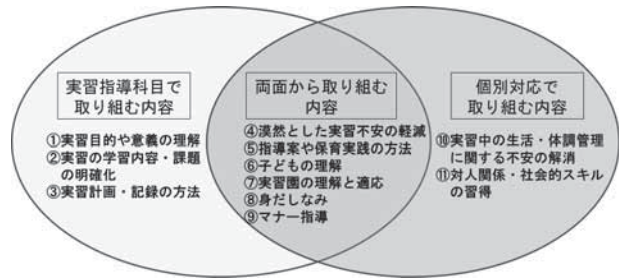 実習指導科目で
取り組む内容
①実習目的や意義の理解
②実習の学習内容・課題
の明確化
③実習計画・記録の方法
両面から取り組む
内容
④漠然とした実習不安の軽減
⑤指導案や保育実践の方法
⑥子どもの理解
⑦実習園の理解と適応
⑧身だしなみ
⑨マナー指導
個別対応で
取り組む内容
⑩実習中の生活・体調管理
に関する不安の解消
⑪対人関係・社会的スキル
の習得